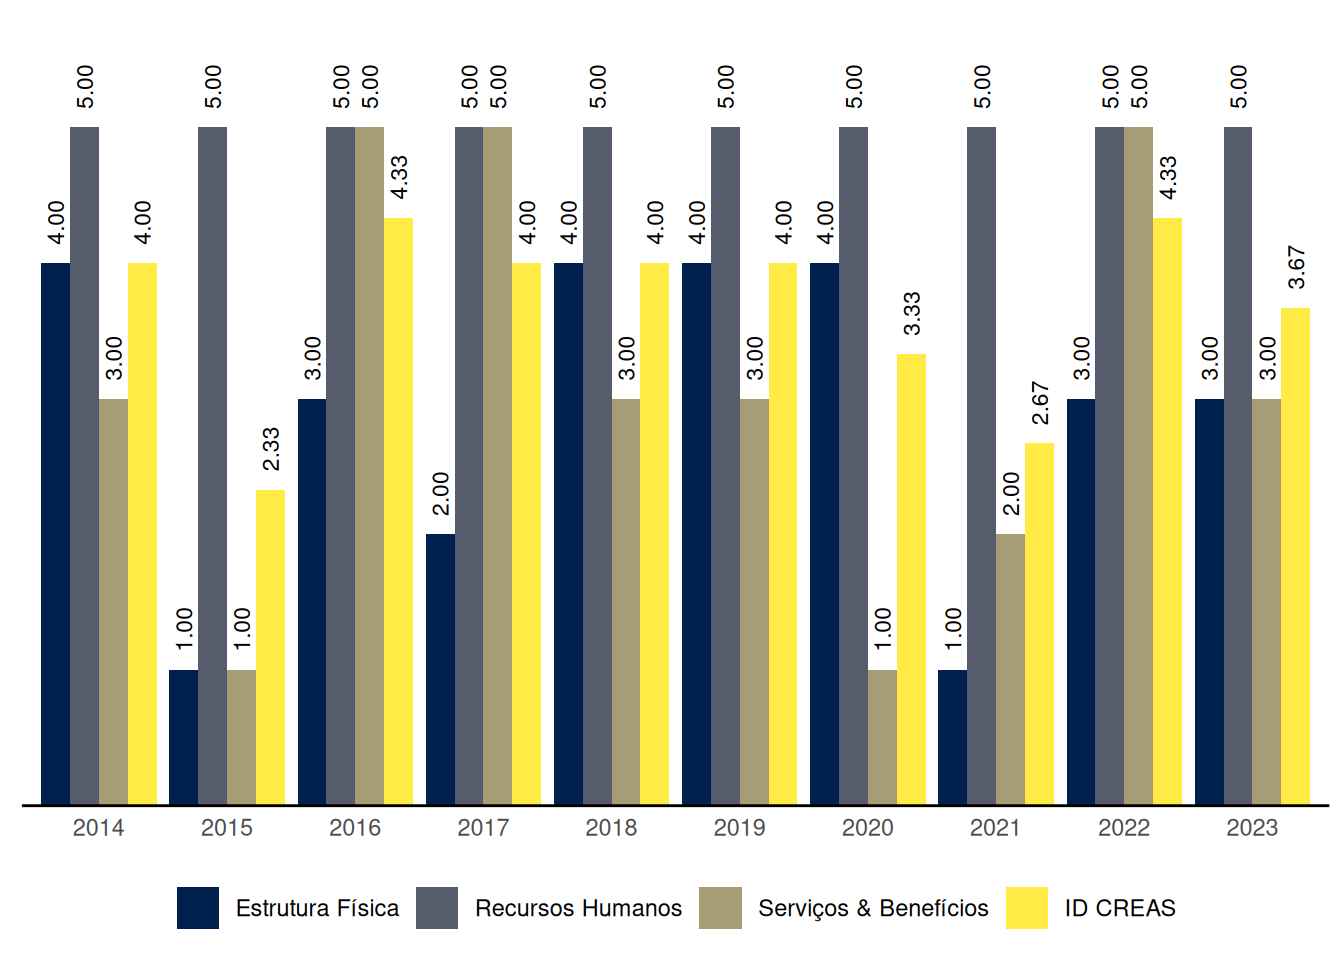 5.00 5.00 5.00 5.00 5.00 5.00 5.00 5.00 5.00 5.00 5.00 5.00 5.00
4.33 4.33
4.00 4.00 4.00 4.00 4.00 4.00 4.00 4.00
3.67
3.33
3.00 3.00 3.00 3.00 3.00 3.00 3.00
2.67
2.33
2.00 2.00
1.00 1.00 1.00 1.00
2014 2015 2016 2017 2018 2019 2020 2021 2022 2023
Estrutura Física Recursos Humanos Serviços & Benefícios ID CREAS